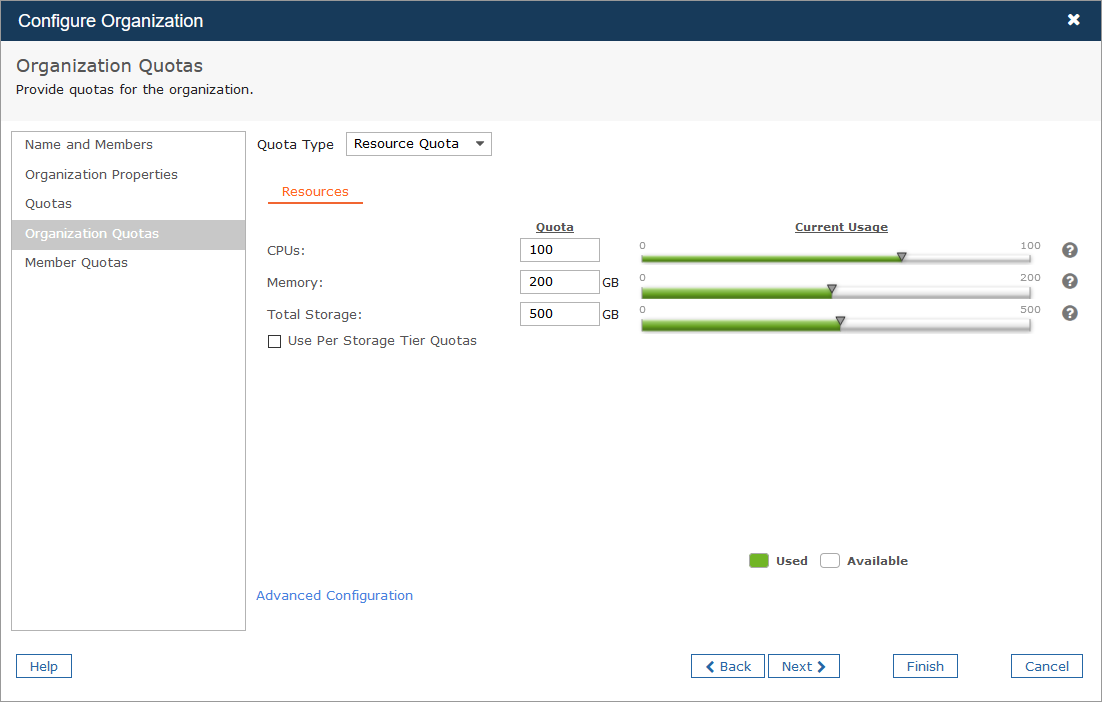 Configure Organization
Organization Quotas
Provide quotas for the organization.
Name and Members
Organization Properties
Quotas
Organization Quotas
Member Quotas
Quota Type Resource Quota
Resources
Quota Current Usage
CPUs: 100 0 100
Memory: 200 GB 0 200
Total Storage: 500 GB 0 500
Use Per Storage Tier Quotas
Used Available
Advanced Configuration
Help Back Next Finish Cancel